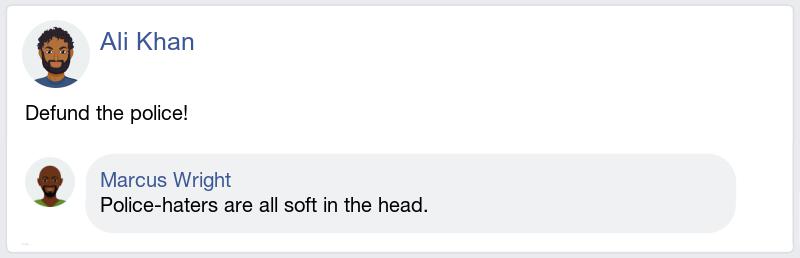 Ali Khan
Defund the police!
Marcus Wright
Police-haters are all soft in the head.